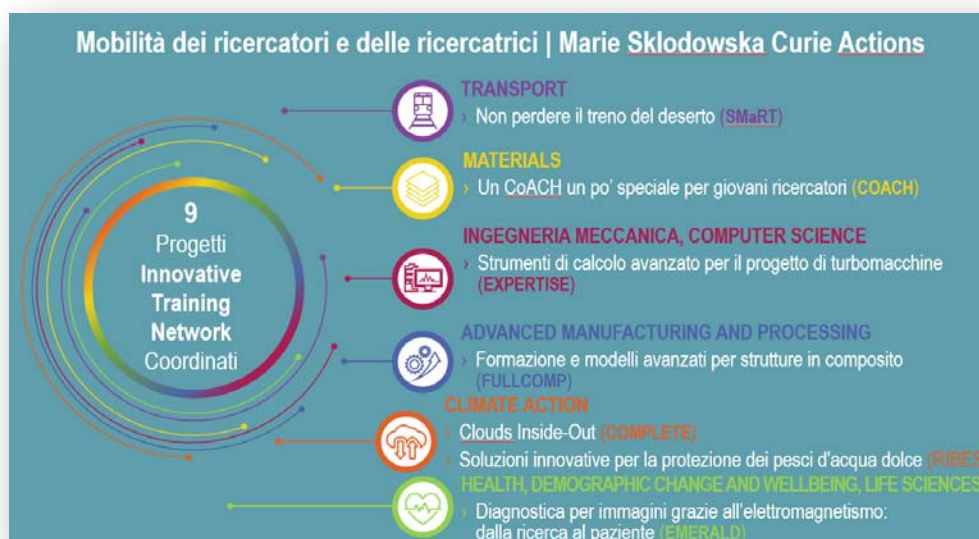 Mobilità dei ricercatori e delle ricercatrici | Marie Sklodowska Curie Actions
9
Progetti
Innovative
Training
Network
Coordinati
TRANSPORT
› Non perdere il treno del deserto (SMaRT)
MATERIALS
› Un CoACH un po' speciale per giovani ricercatori (COACH)
INGEGNERIA MECCANICA, COMPUTER SCIENCE
› Strumenti di calcolo avanzato per il progetto di turbomacchine
(EXPERTISE)
ADVANCED MANUFACTURING AND PROCESSING
› Formazione e modelli avanzati per strutture in composito
(FULLCOMP)
CLIMATE ACTION
› Clouds Inside-Out (COMPLETE)
› Soluzioni innovative per la protezione dei pesci d'acqua dolce (RIBES
HEALTH, DEMOGRAPHIC CHANGE AND WELLBEING, LIFE SCIENCES
› Diagnostica per immagini grazie all'elettromagnetismo:
dalla ricerca al paziente (EMERALD)